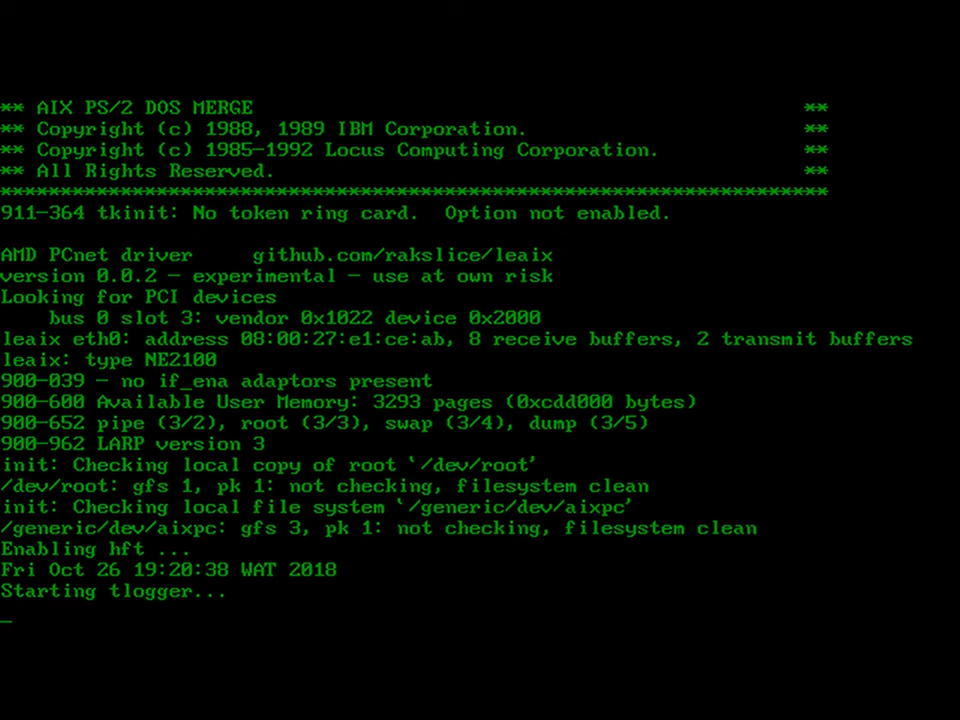 ** AIX PS/2 DOS MERGE **
** Copyright (c) 1988, 1989 IBM Corporation. **
** Copyright (c) 1985-1992 Locus Computing Corporation. **
** All Rights Reserved. **
*********************************************************************
911-364 tkinit: No token ring card.  Option not enabled.
AMD PCnet driver     github.com/rakslice/leaix
version 0.0.2 - experimental - use at own risk
Looking for PCI devices
    bus 0 slot 3: vendor 0x1022 device 0x2000
leaix eth0: address 08:00:27:e1:ce:ab, 8 receive buffers, 2 transmit buffers
leaix: type NE2100
900-039 - no if_ena adaptors present
900-600 Available User Memory: 3293 pages (0xcdd000 bytes)
900-652 pipe (3/2), root (3/3), swap (3/4), dump (3/5)
900-962 LARP version 3
init: Checking local copy of root `/dev/root'
/dev/root: gfs 1, pk 1: not checking, filesystem clean
init: Checking local file system `/generic/dev/aixpc'
/generic/dev/aixpc: gfs 3, pk 1: not checking, filesystem clean
Enabling hft ...
Fri Oct 26 19:20:38 WAT 2018
Starting tlogger...
_